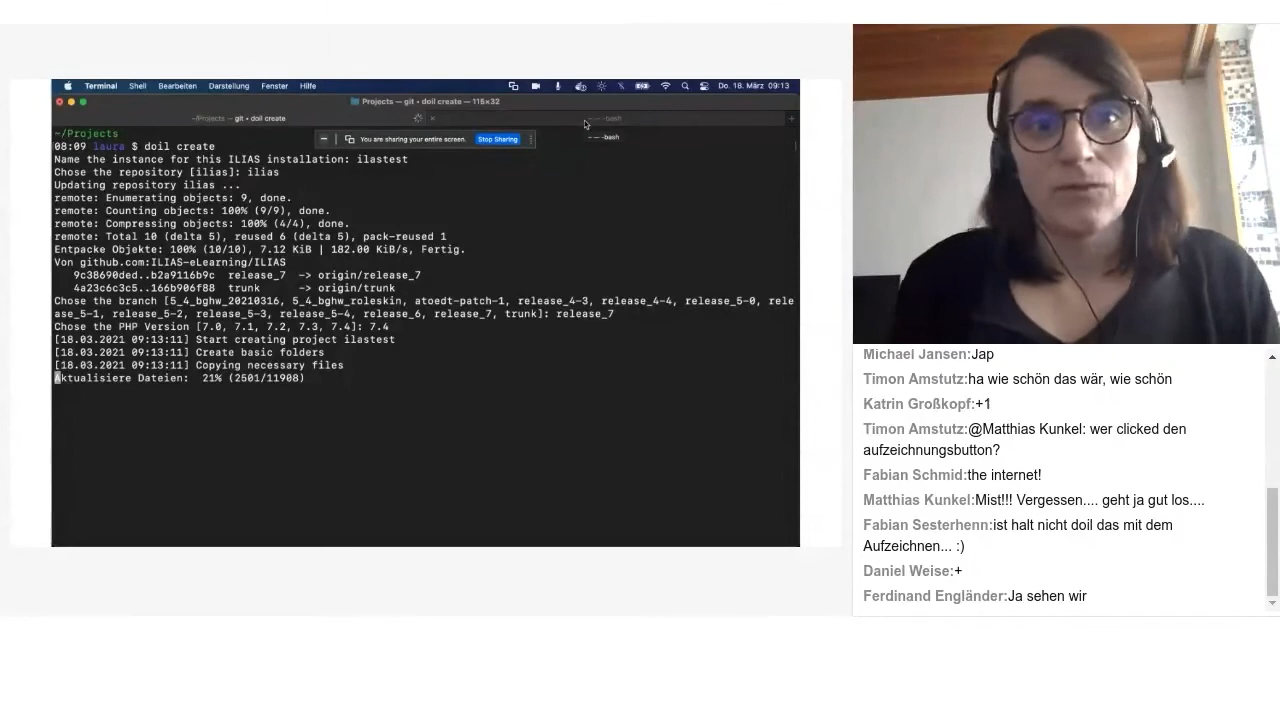 Terminal Shell Bearbeiten Darstellung Fenster Hilfe Do. 18. März 09:13
Projects — git • doil create — 115×32
~/Projects — git • doil create
-bash
You are sharing your entire screen. Stop Sharing
-bash
~/Projects
08:09 laura $ doil create
Name the instance for this ILIAS installation: ilastest
Chose the repository [ilias]: ilias
Updating repository ilias ...
remote: Enumerating objects: 9, done.
remote: Counting objects: 100% (9/9), done.
remote: Compressing objects: 100% (4/4), done.
remote: Total 10 (delta 5), reused 6 (delta 5), pack-reused 1
Entpacke Objekte: 100% (10/10), 7.12 KiB | 182.00 KiB/s, Fertig.
Von github.com:ILIAS-eLearning/ILIAS
9c38690ded..b2a9116b9c release_7 -> origin/release_7
4a23c6c3c5..166b906f88 trunk -> origin/trunk
Chose the branch [5_4_bghw_20210316, 5_4_bghw_roleskin, atoedt-patch-1, release_4-3, release_4-4, release_5-0, rele
ase_5-1, release_5-2, release_5-3, release_5-4, release_6, release_7, trunk]: release_7
Chose the PHP Version [7.0, 7.1, 7.2, 7.3, 7.4]: 7.4
[18.03.2021 09:13:11] Start creating project ilastest
[18.03.2021 09:13:11] Create basic folders
[18.03.2021 09:13:11] Copying necessary files
Aktualisiere Dateien: 21% (2501/11908)
Michael Jansen:Jap
Timon Amstutz:ha wie schön das wär, wie schön
Katrin Großkopf:+1
Timon Amstutz:@Matthias Kunkel: wer clicked den
aufzeichnungsbutton?
Fabian Schmid:the internet!
Matthias Kunkel:Mist!!! Vergessen.... geht ja gut los....
Fabian Sesterhenn:ist halt nicht doil das mit dem
Aufzeichnen... :)
Daniel Weise:+
Ferdinand Engländer:Ja sehen wir